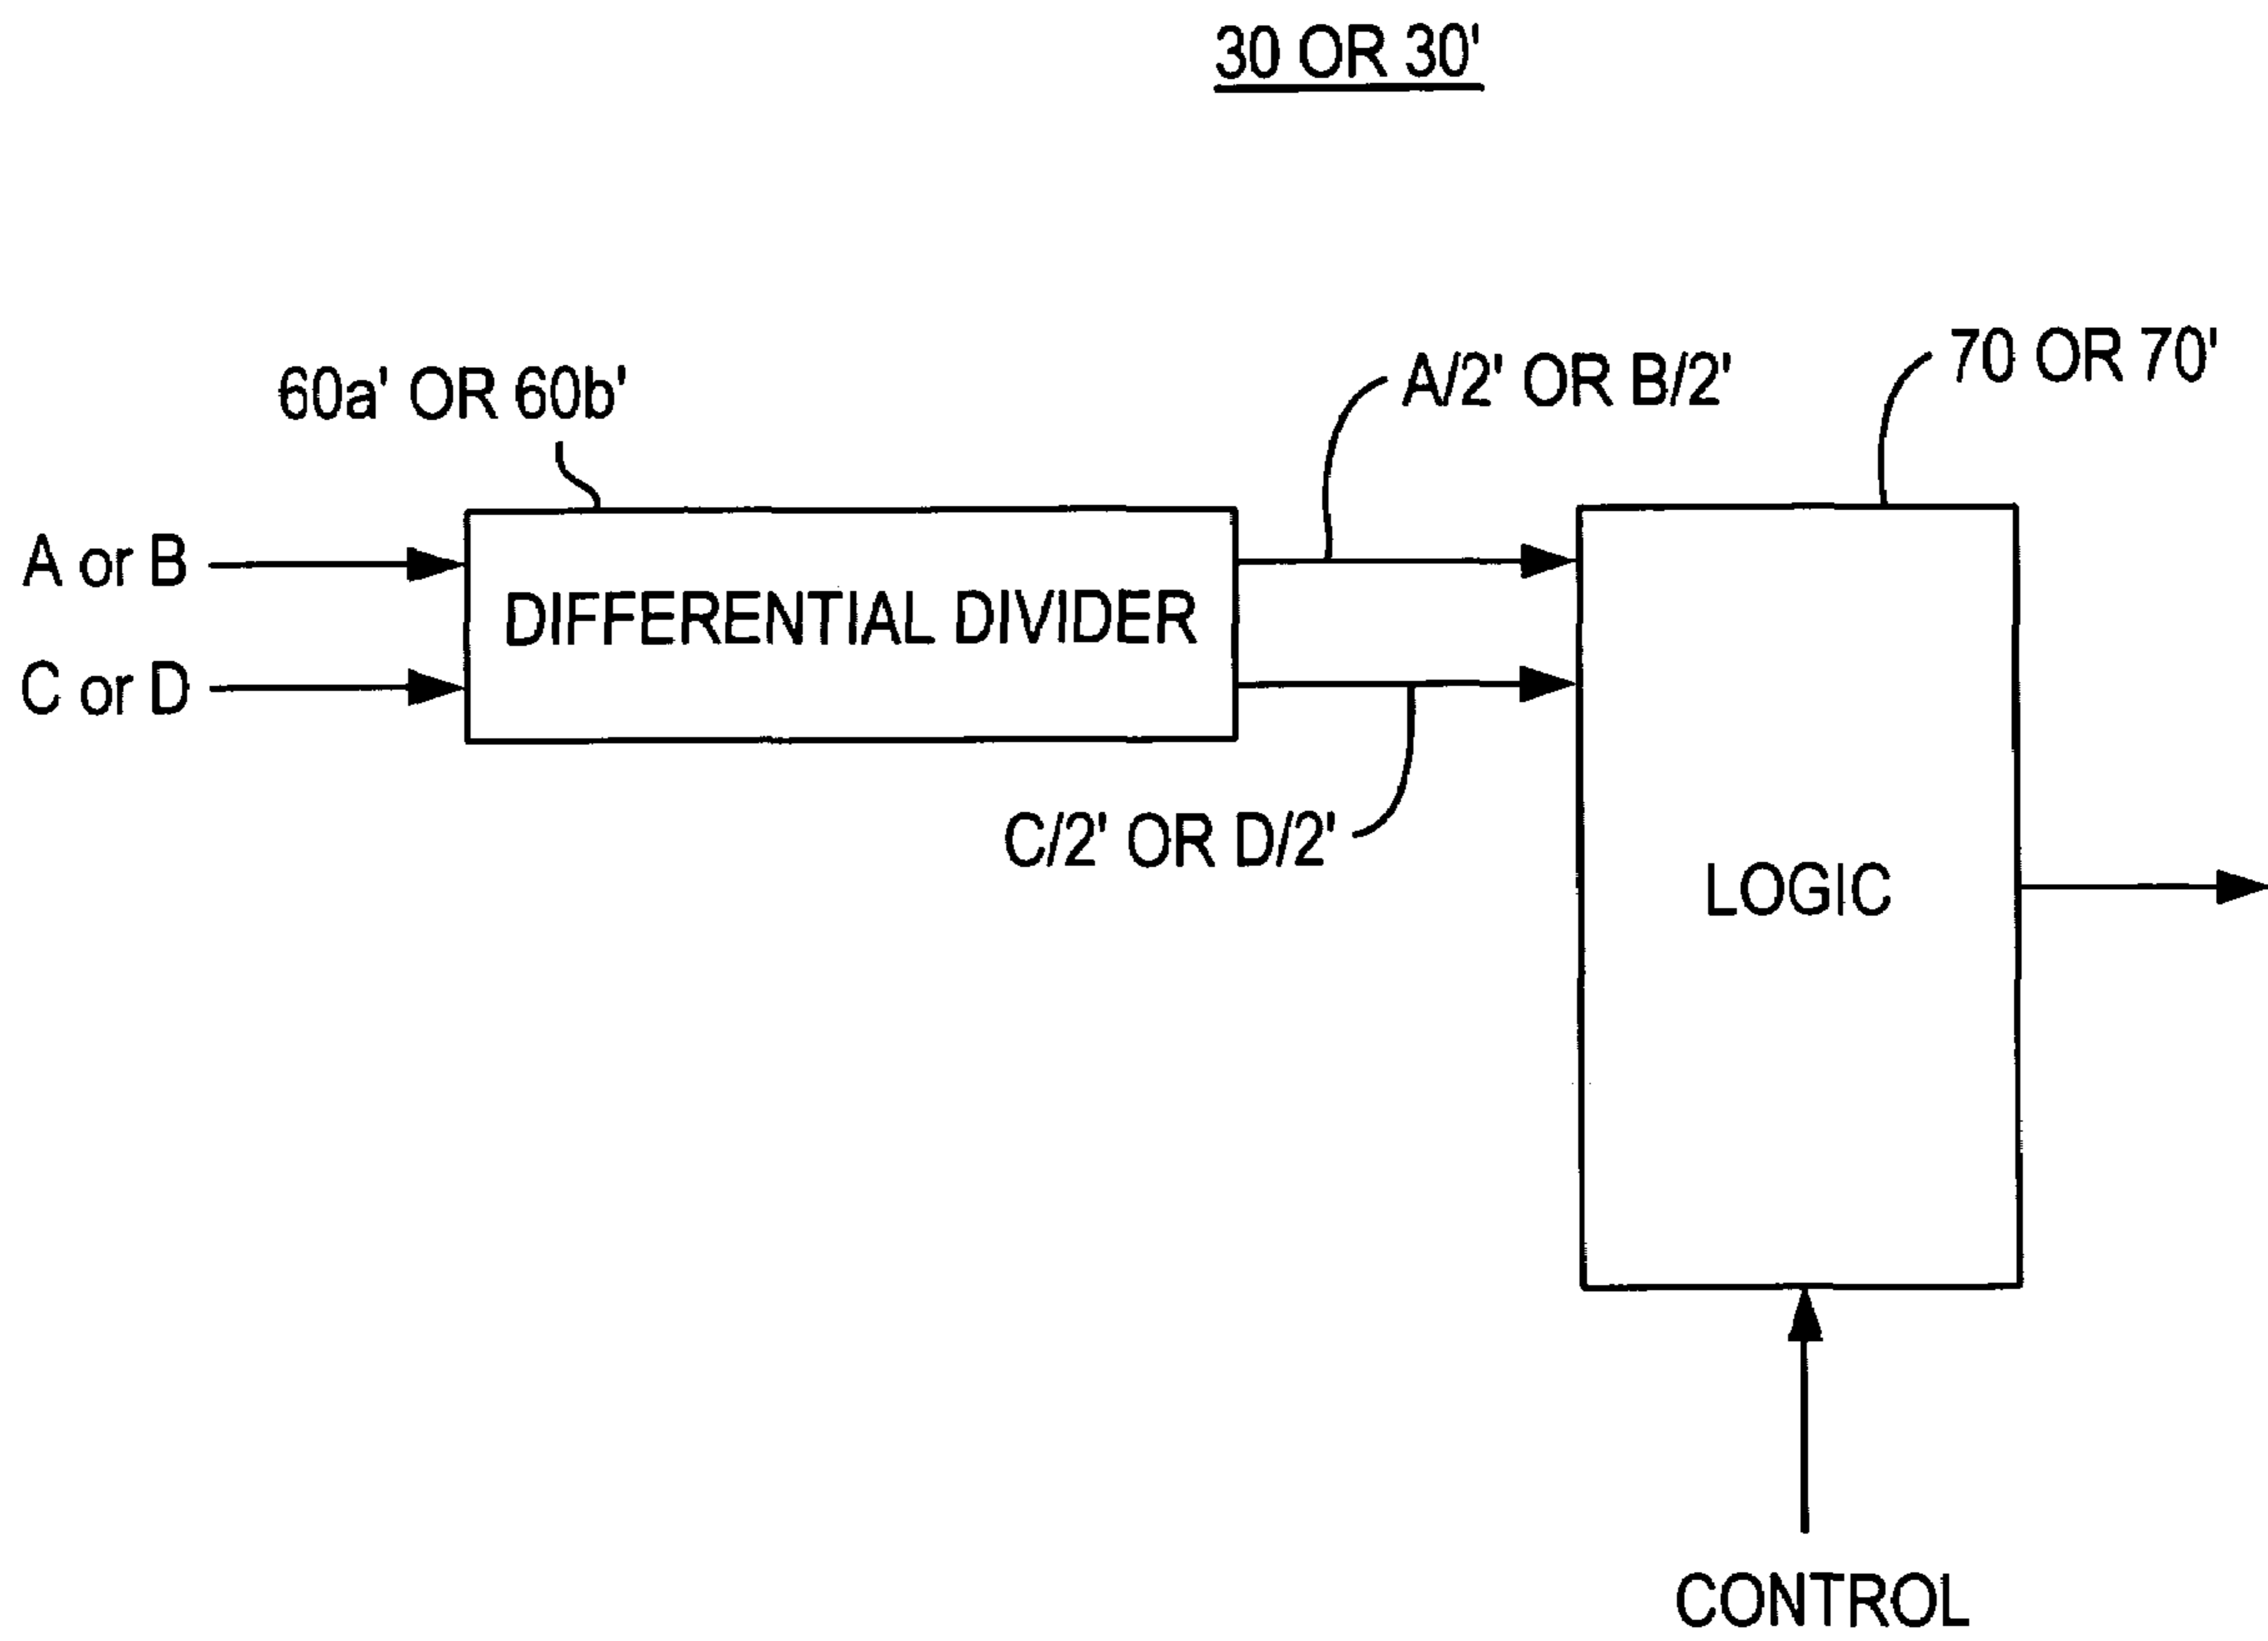 30 OR 30'
70 OR 70'
A/2' OR B/2'
60a' OR 60b'
A or B
DIFFERENTIAL DIVIDER
C or D
C/2' OR D/2'
LOGIC
CONTROL